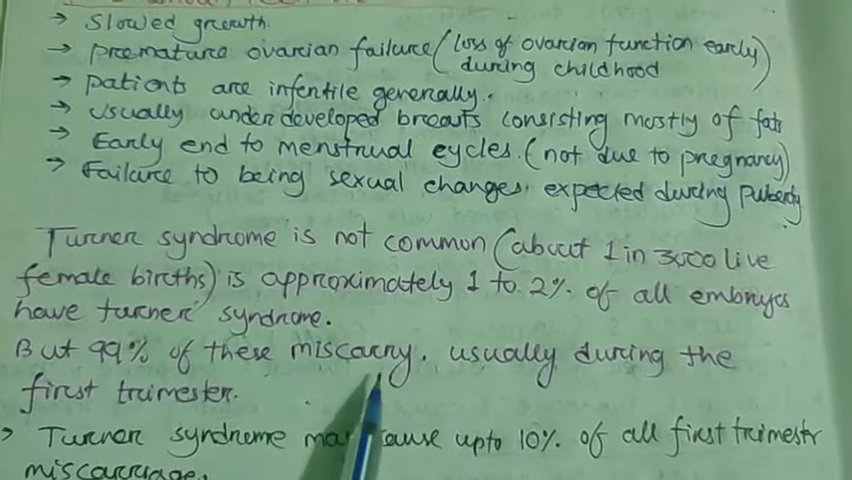 → Slowed growth.
→ Premature ovarian failure (loss of ovarian function early
during childhood)
→ patients are infertile generally.
→ Usually underdeveloped breasts consisting mostly of fats
→ Early end to menstrual cycles. (not due to pregnancy)
→ Failure to being sexual changes. expected during puberty
Turner syndrome is not common (about 1 in 3000 live
female births) is approximately 1 to 2% of all embryos
have turner syndrome.
But 99% of these miscarry. usually during the
first trimester.
→ Turner syndrome may cause upto 10% of all first trimester
miscarriage.